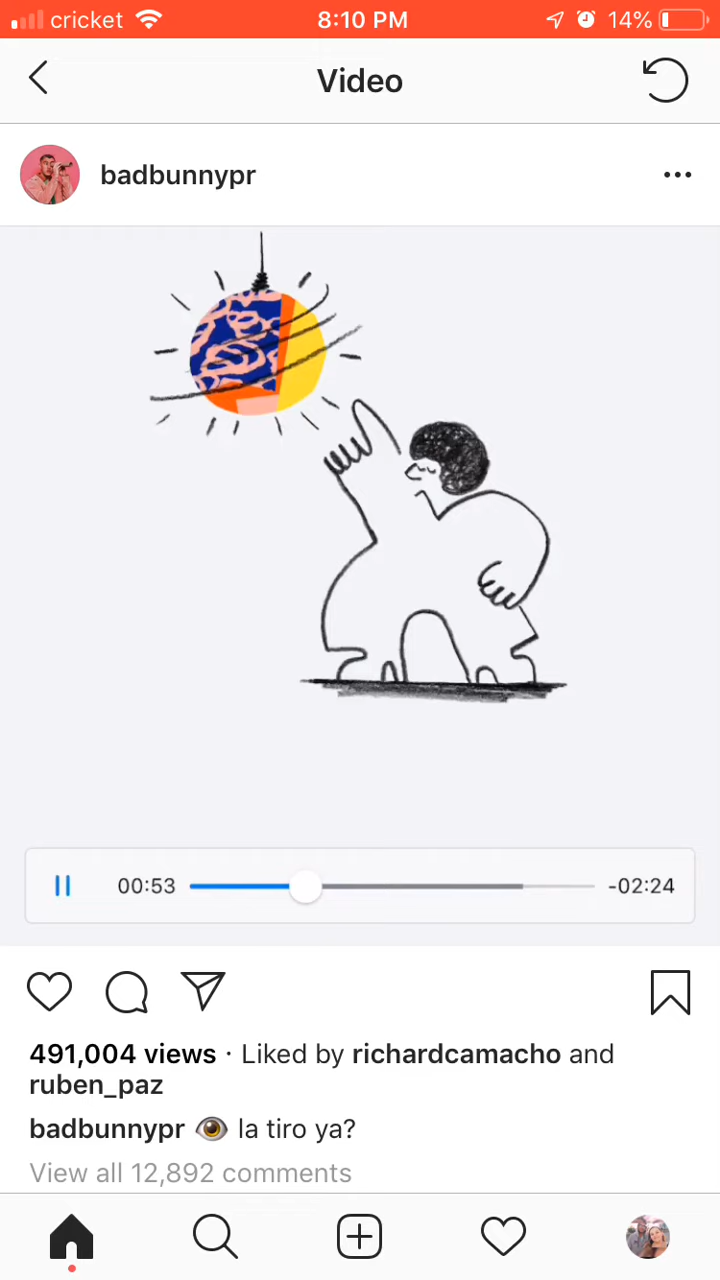 cricket 8:10 PM 14%
Video
badbunnypr
00:53 -02:24
491,004 views · Liked by richardcamacho and
ruben_paz
badbunnypr 👁 la tiro ya?
View all 12,892 comments